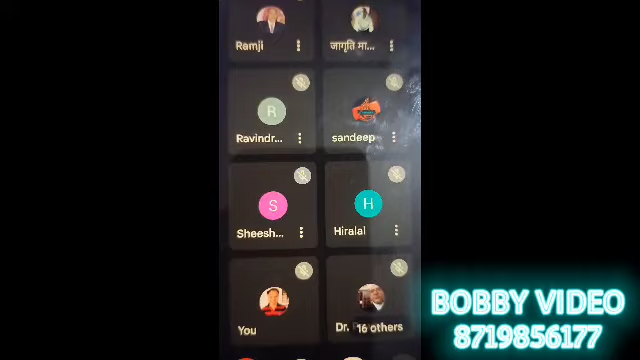 Ramji
जागृति मा...
R
Ravindr...
sandeep
S
Sheesh...
H
Hiralal
You
Dr.
16 others
BOBBY VIDEO
8719856177